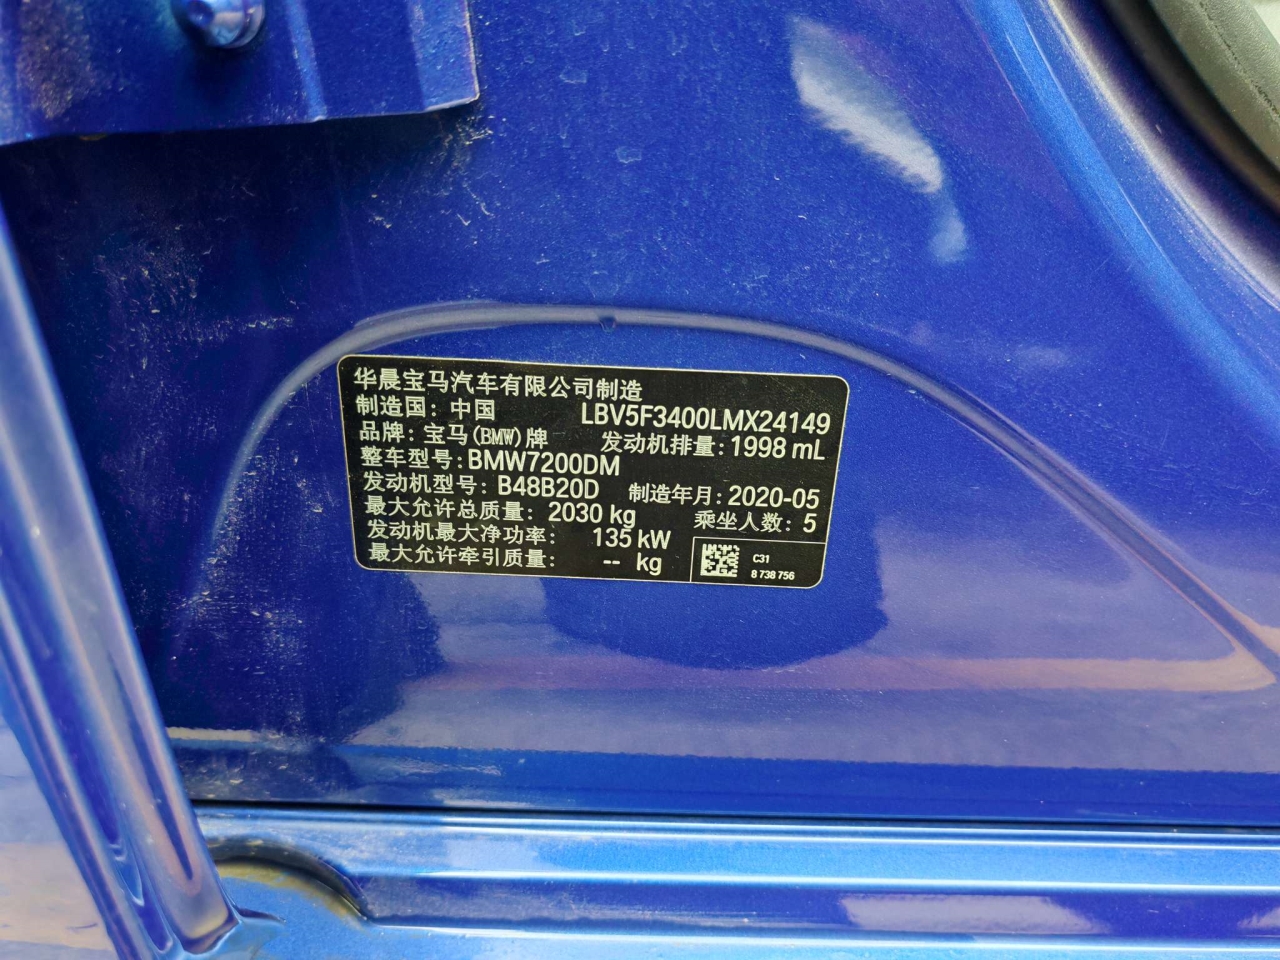 华晨宝马汽车有限公司制造
制造国: 中国 LBV5F3400LMX24149
品牌: 宝马(BMW)牌 发动机排量: 1998 mL
整车型号: BMW7200DM
发动机型号: B48B20D 制造年月: 2020-05
最大允许总质量: 2030 kg 乘坐人数: 5
发动机最大净功率: 135 kW
最大允许牵引质量: -- kg
C31
8 738 756